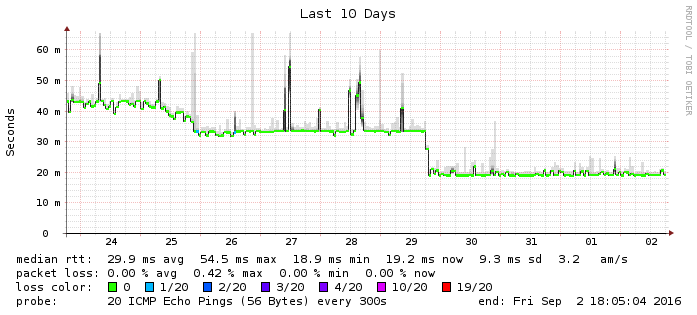 Last 10 Days
RRDTOOL / TOBI OETIKER
Seconds
60 m
50 m
40 m
30 m
20 m
10 m
0
24 25 26 27 28 29 30 31 01 02
median rtt: 29.9 ms avg 54.5 ms max 18.9 ms min 19.2 ms now 9.3 ms sd 3.2 am/s
packet loss: 0.00 % avg 0.42 % max 0.00 % min 0.00 % now
loss color: 0 1/20 2/20 3/20 4/20 10/20 19/20
probe: 20 ICMP Echo Pings (56 Bytes) every 300s end: Fri Sep 2 18:05:04 2016